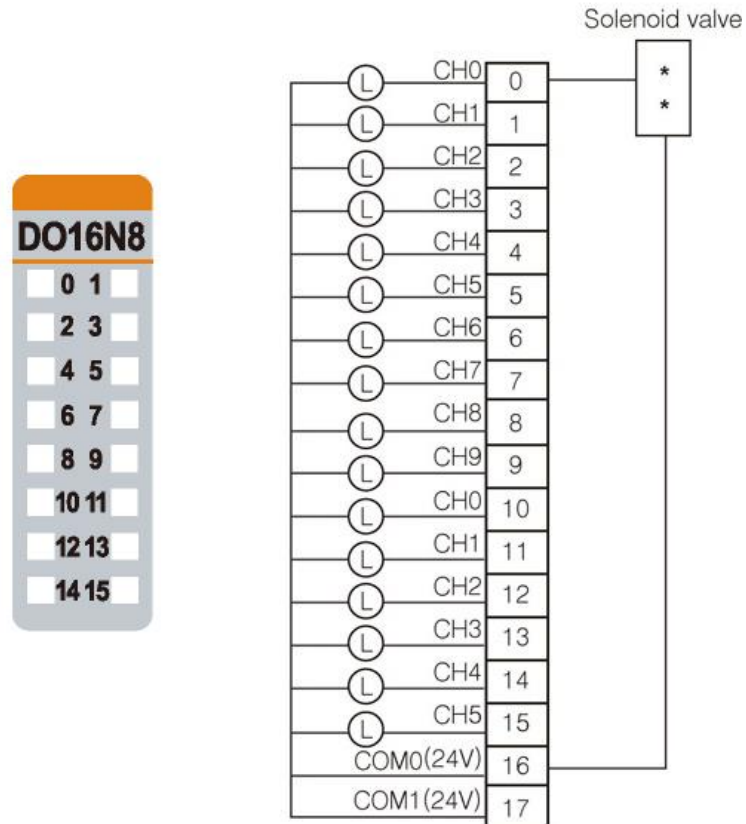 Solenoid valve
*
*
DO16N8
0 1
2 3
4 5
6 7
8 9
10 11
12 13
14 15
L CH0 0
L CH1 1
L CH2 2
L CH3 3
L CH4 4
L CH5 5
L CH6 6
L CH7 7
L CH8 8
L CH9 9
L CH0 10
L CH1 11
L CH2 12
L CH3 13
L CH4 14
L CH5 15
COM0(24V) 16
COM1(24V) 17